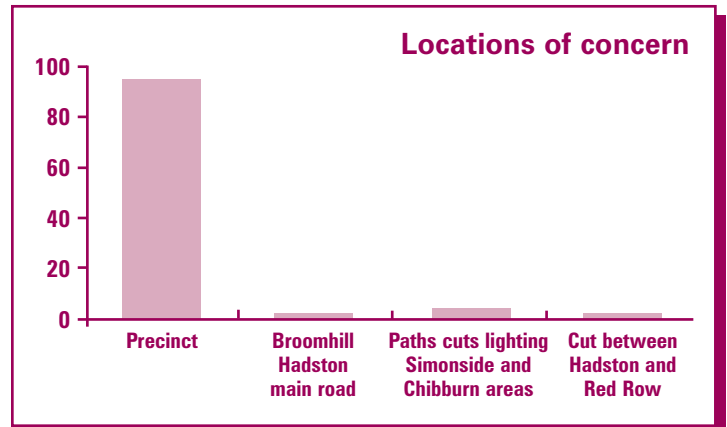 Locations of concern
100
80
60
40
20
0
Precinct
Broomhill
Hadston
main road
Paths cuts lighting
Simonside and
Chibburn areas
Cut between
Hadston and
Red Row